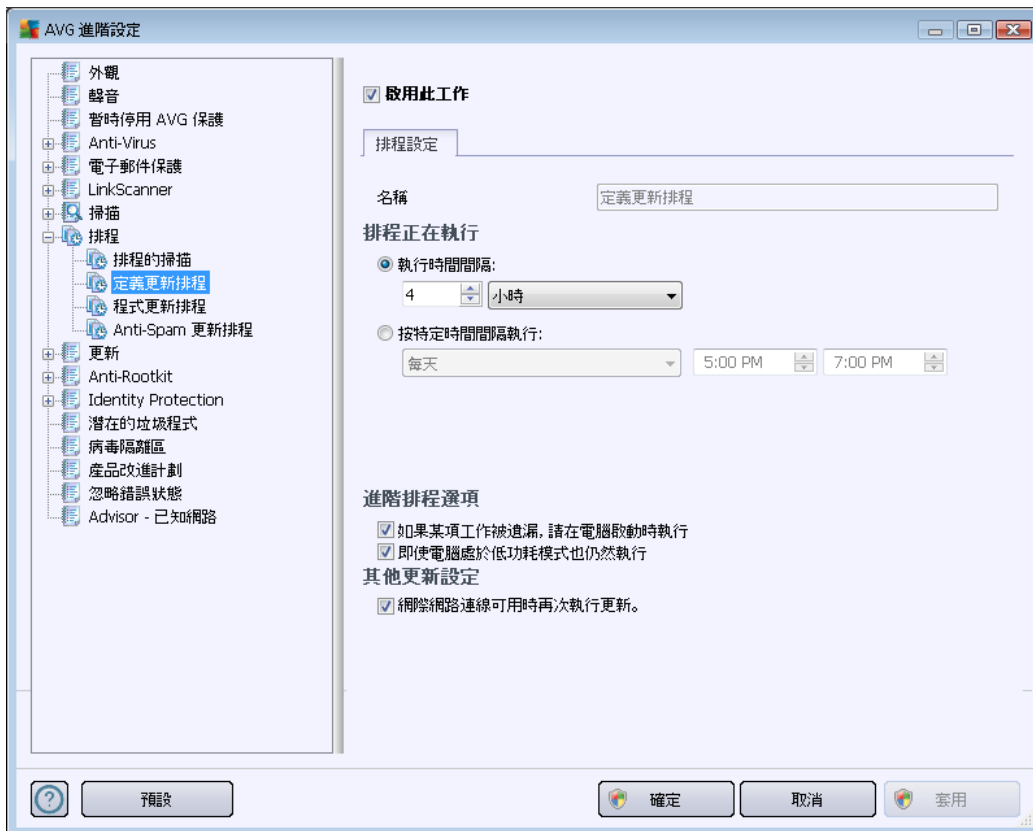 AVG 進階設定
外觀
聲音
暫時停用 AVG 保護
Anti-Virus
電子郵件保護
LinkScanner
掃描
排程
排程的掃描
定義更新排程
程式更新排程
Anti-Spam 更新排程
更新
Anti-Rootkit
Identity Protection
潛在的垃圾程式
病毒隔離區
產品改進計劃
忽略錯誤狀態
Advisor - 已知網路
啟用此工作
排程設定
名稱 定義更新排程
排程正在執行
執行時間間隔:
4 小時
按特定時間間隔執行:
每天 5:00 PM 7:00 PM
進階排程選項
如果某項工作被遺漏, 請在電腦啟動時執行
即使電腦處於低功耗模式也仍然執行
其他更新設定
網際網路連線可用時再次執行更新。
? 預設 確定 取消 套用